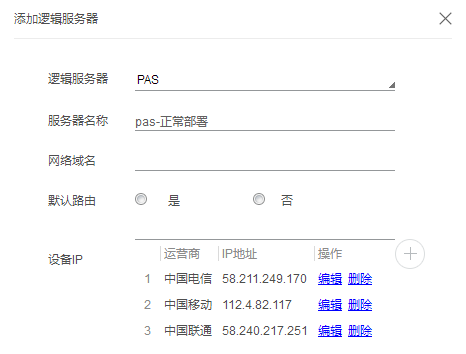 添加逻辑服务器
逻辑服务器 PAS
服务器名称 pas-正常部署
网络域名
默认路由 是 否
设备IP 运营商 IP地址 操作
1 中国电信 58.211.249.170 编辑 删除
2 中国移动 112.4.82.117 编辑 删除
3 中国联通 58.240.217.251 编辑 删除